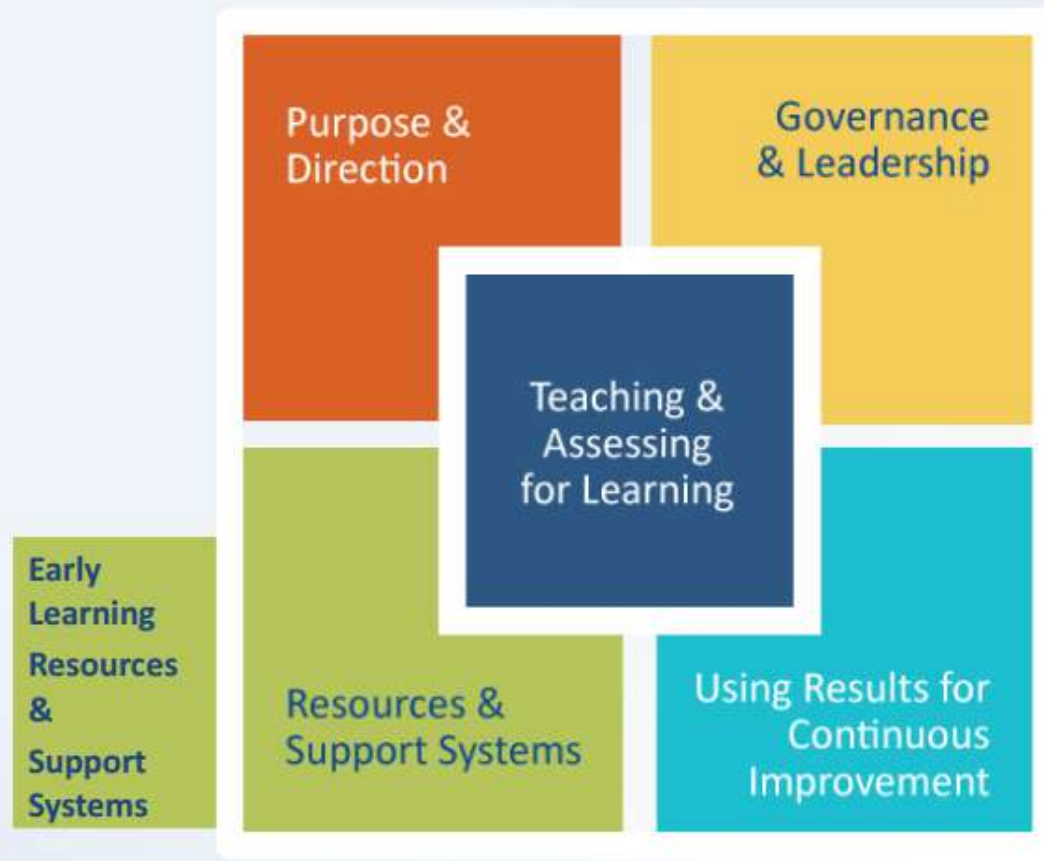 Purpose &
Direction
Governance
& Leadership
Teaching &
Assessing
for Learning
Early
Learning
Resources
&
Support
Systems
Resources &
Support Systems
Using Results for
Continuous
Improvement